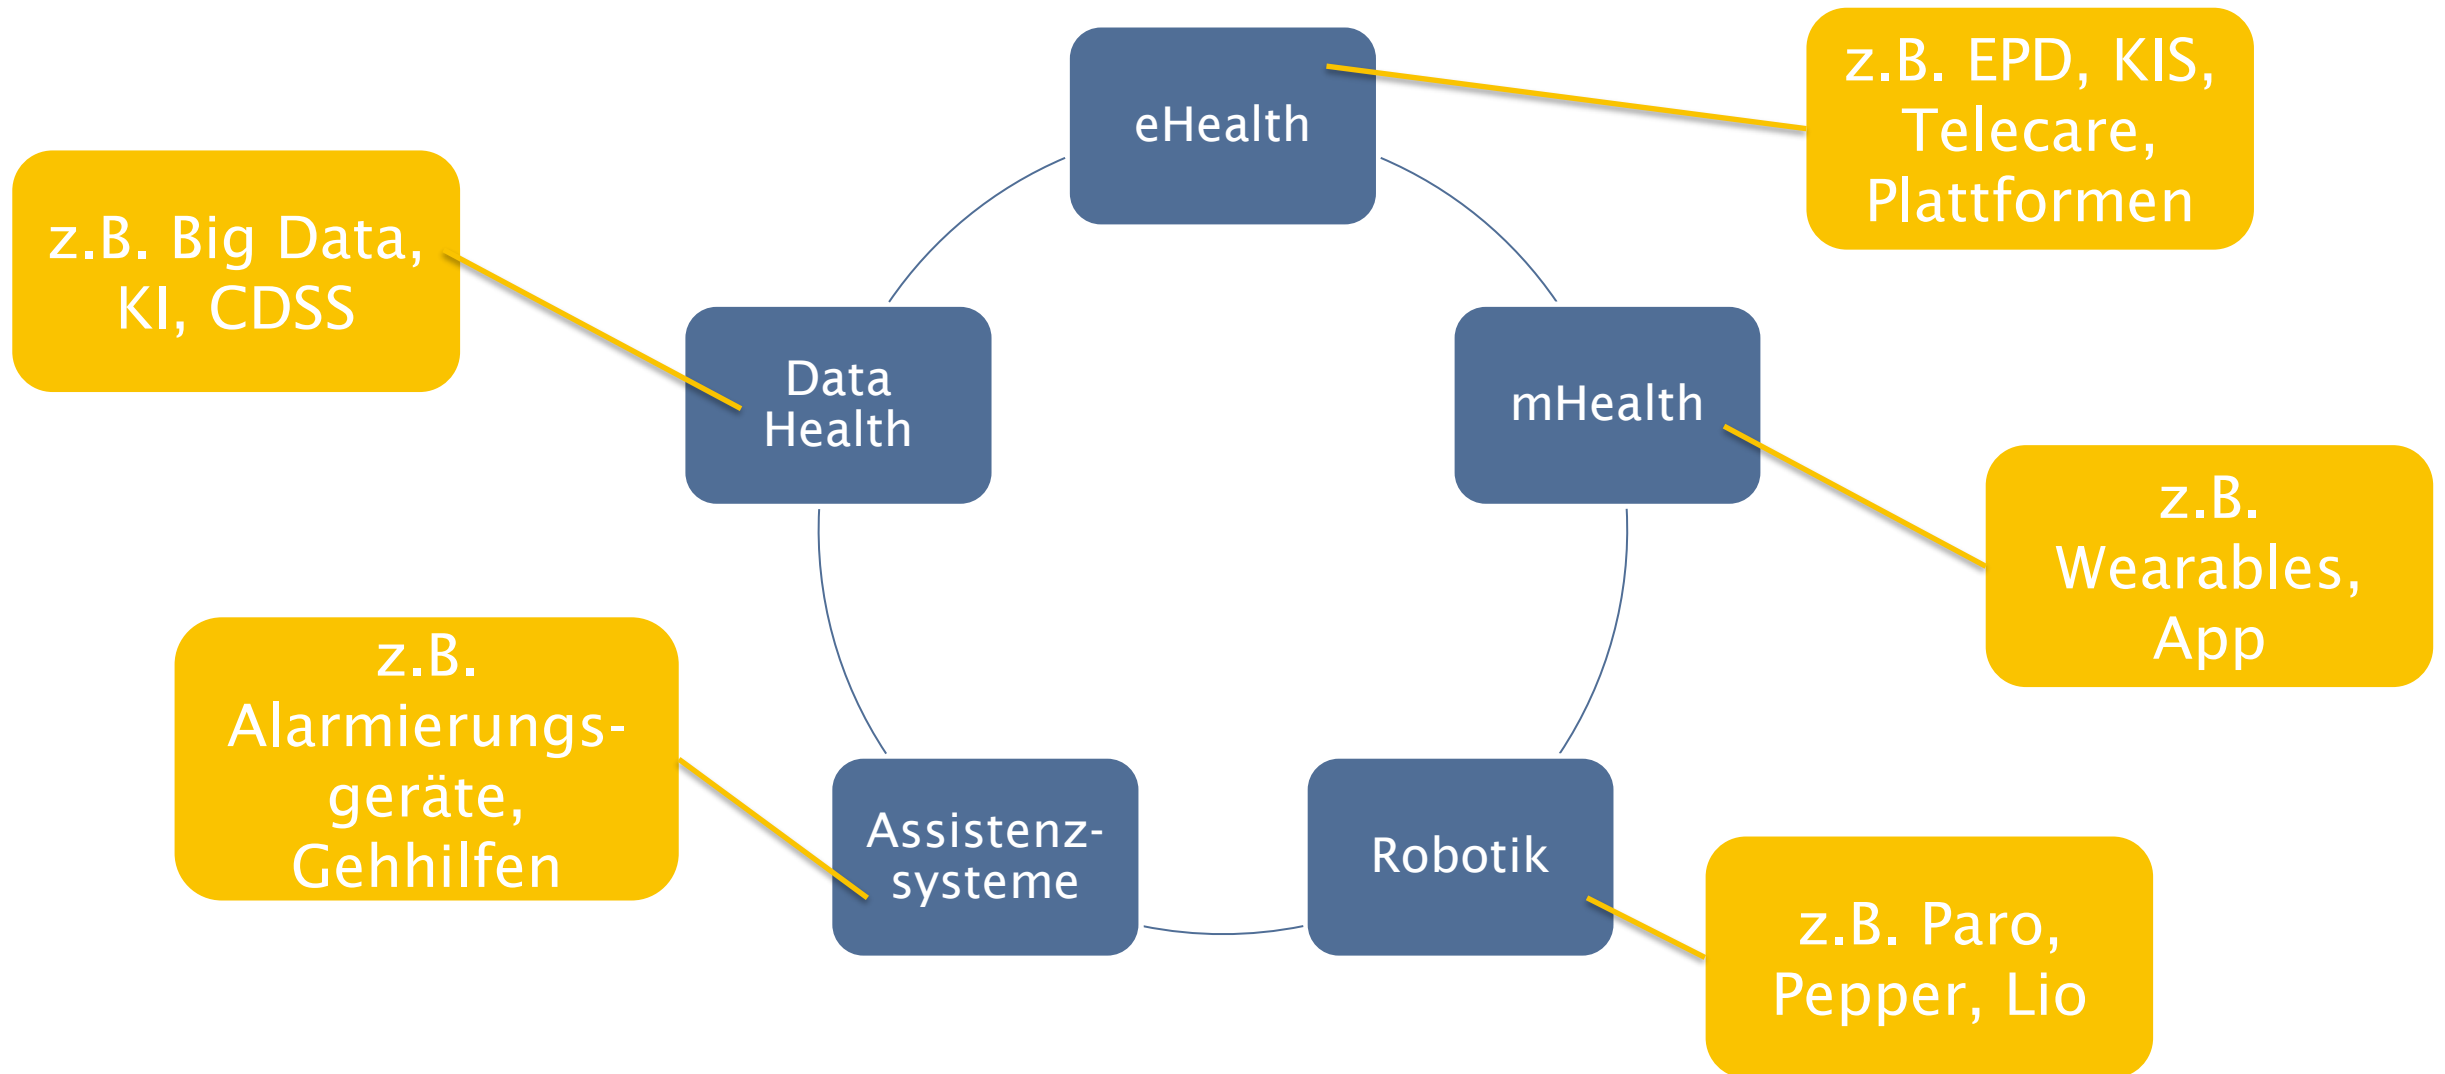 eHealth
z.B. EPD, KIS,
Telecare,
Plattformen
mHealth
z.B.
Wearables,
App
Robotik
z.B. Paro,
Pepper, Lio
Assistenz-
systeme
z.B.
Alarmierungs-
geräte,
Gehhilfen
Data
Health
z.B. Big Data,
KI, CDSS